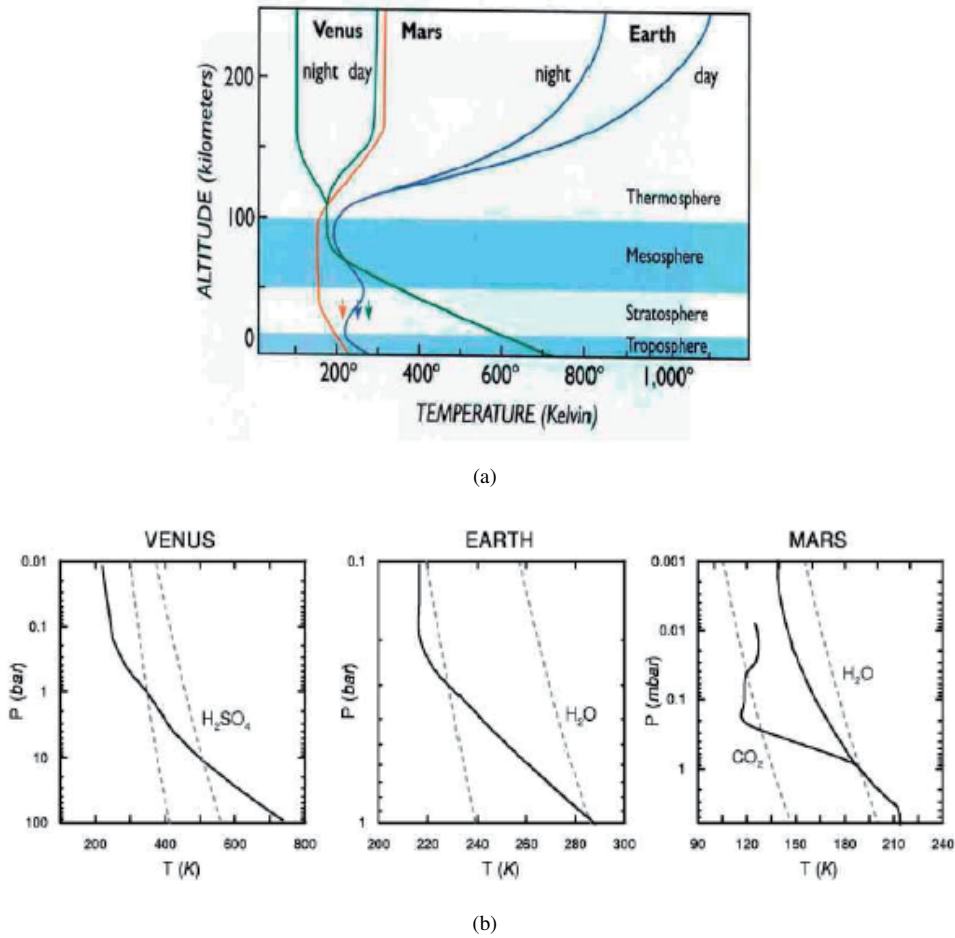 Venus Mars Earth
night day night day
ALTITUDE (kilometers)
200
100
0
Thermosphere
Mesosphere
Stratosphere
Troposphere
200° 400° 600° 800° 1,000°
TEMPERATURE (Kelvin)
(a)
VENUS
P (bar)
0.01
0.1
1
10
100
H₂SO₄
200 400 600 800
T (K)
EARTH
P (bar)
0.1
1
H₂O
200 220 240 260 280 300
T (K)
MARS
P (mbar)
0.001
0.01
0.1
1
H₂O
CO₂
90 120 150 180 210 240
T (K)
(b)